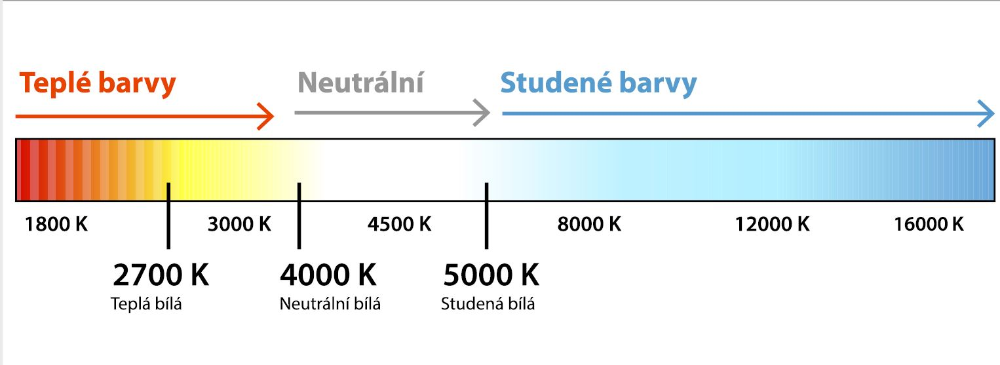 Teplé barvy Neutrální Studené barvy
1800 K 3000 K 4500 K 8000 K 12000 K 16000 K
2700 K 4000 K 5000 K
Teplá bílá Neutrální bílá Studená bílá